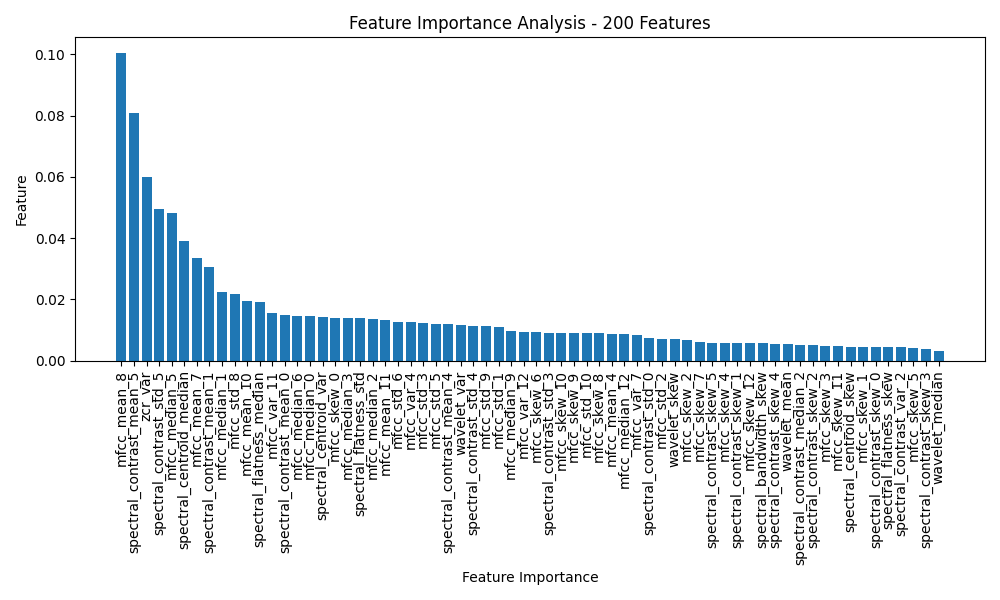 Feature Importance Analysis - 200 Features
Feature
0.10
0.08
0.06
0.04
0.02
0.00
mfcc_mean_8
spectral_contrast_mean_5
zcr_var
spectral_contrast_std_5
mfcc_median_5
spectral_centroid_median
mfcc_mean_7
spectral_contrast_mean_1
mfcc_median_1
mfcc_std_8
mfcc_mean_10
spectral_flatness_median
mfcc_var_11
spectral_contrast_mean_0
mfcc_median_6
mfcc_median_0
spectral_centroid_var
mfcc_skew_0
mfcc_median_3
spectral_flatness_std
mfcc_median_2
mfcc_mean_11
mfcc_std_6
mfcc_var_4
mfcc_std_3
mfcc_std_5
spectral_contrast_mean_4
wavelet_var
spectral_contrast_std_4
mfcc_std_9
mfcc_std_1
mfcc_median_9
mfcc_var_12
mfcc_skew_6
spectral_contrast_std_3
mfcc_skew_10
mfcc_skew_9
mfcc_std_10
mfcc_skew_8
mfcc_mean_4
mfcc_median_12
mfcc_var_7
spectral_contrast_std_0
mfcc_std_2
wavelet_skew
mfcc_skew_2
mfcc_skew_7
spectral_contrast_skew_5
mfcc_skew_4
spectral_contrast_skew_1
mfcc_skew_12
spectral_bandwidth_skew
spectral_contrast_skew_4
wavelet_mean
spectral_contrast_median_2
spectral_contrast_skew_2
mfcc_skew_3
mfcc_skew_11
spectral_centroid_skew
mfcc_skew_1
spectral_contrast_skew_0
spectral_flatness_skew
spectral_contrast_var_2
mfcc_skew_5
spectral_contrast_skew_3
wavelet_median
Feature Importance